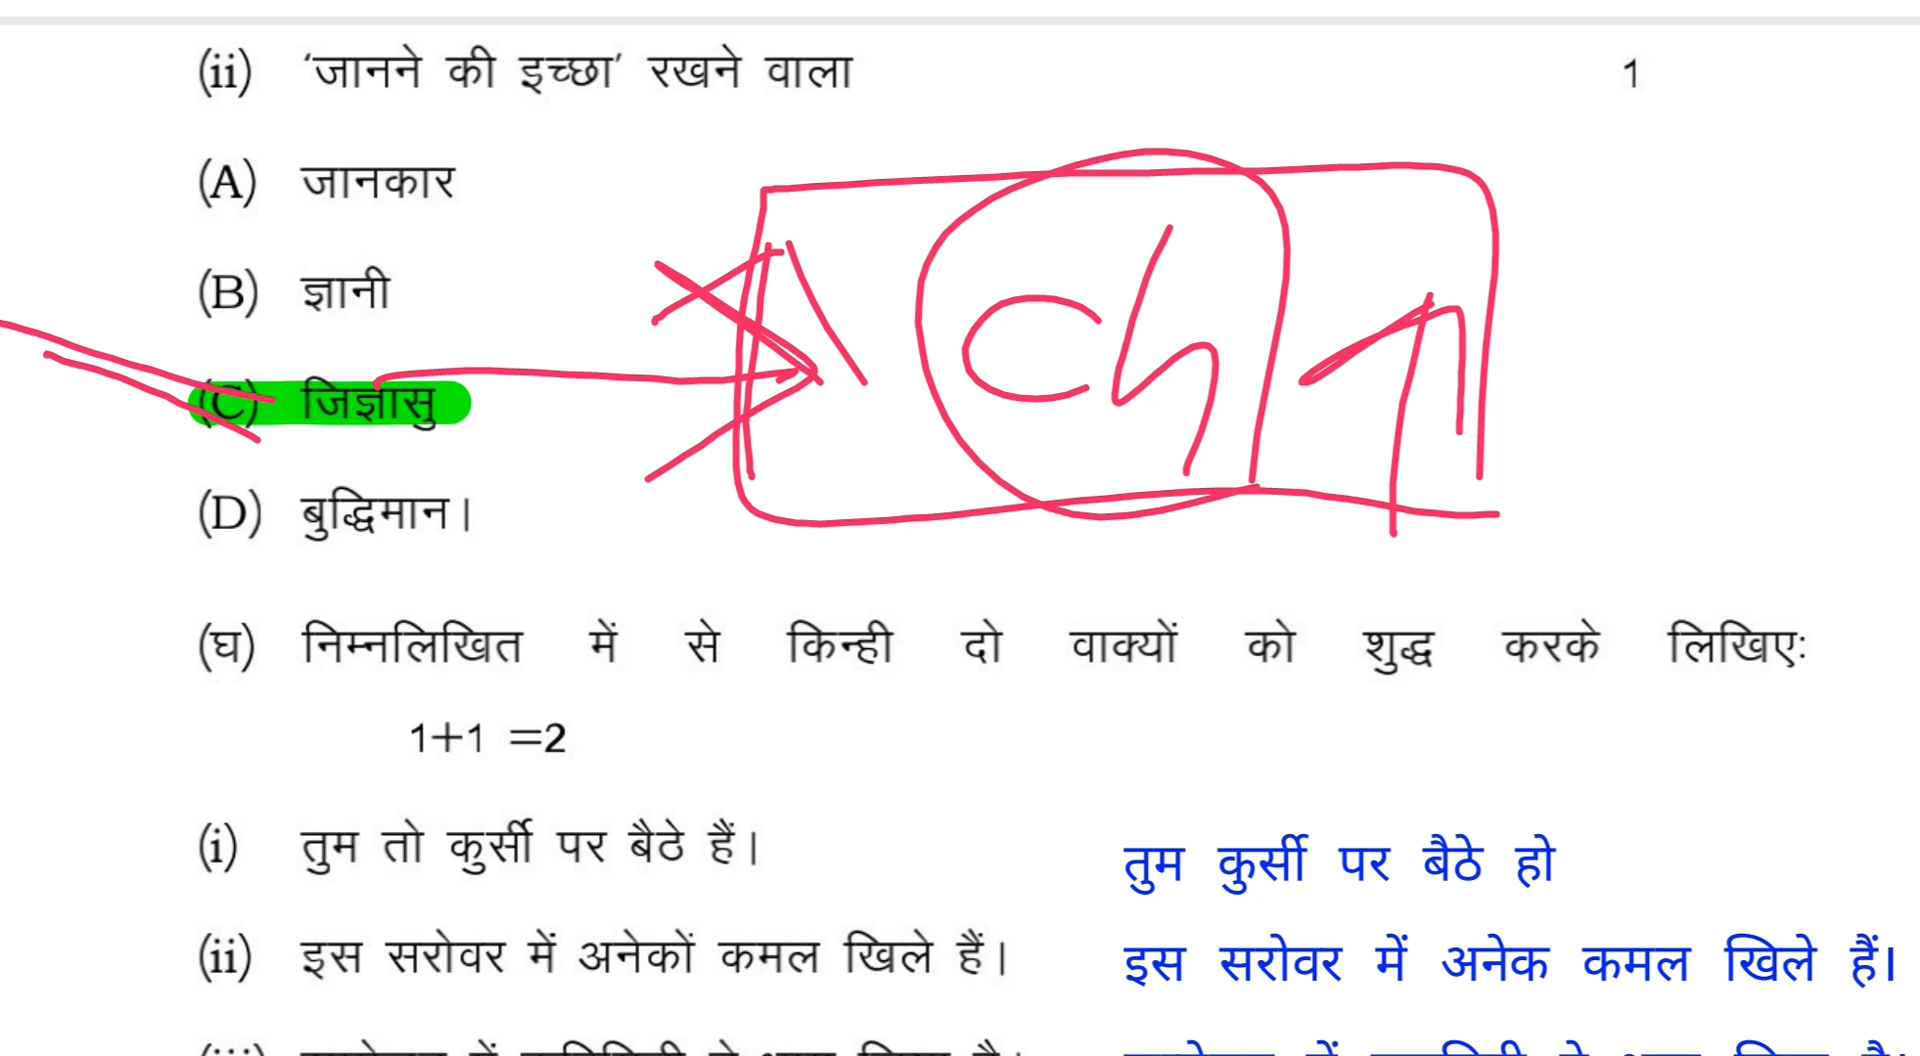 (ii) 'जानने की इच्छा' रखने वाला 1
(A) जानकार
(B) ज्ञानी
(C) जिज्ञासु
(D) बुद्धिमान।
(घ) निम्नलिखित में से किन्ही दो वाक्यों को शुद्ध करके लिखिएः
1+1 =2
(i) तुम तो कुर्सी पर बैठे हैं। तुम कुर्सी पर बैठे हो
(ii) इस सरोवर में अनेकों कमल खिले हैं। इस सरोवर में अनेक कमल खिले हैं।